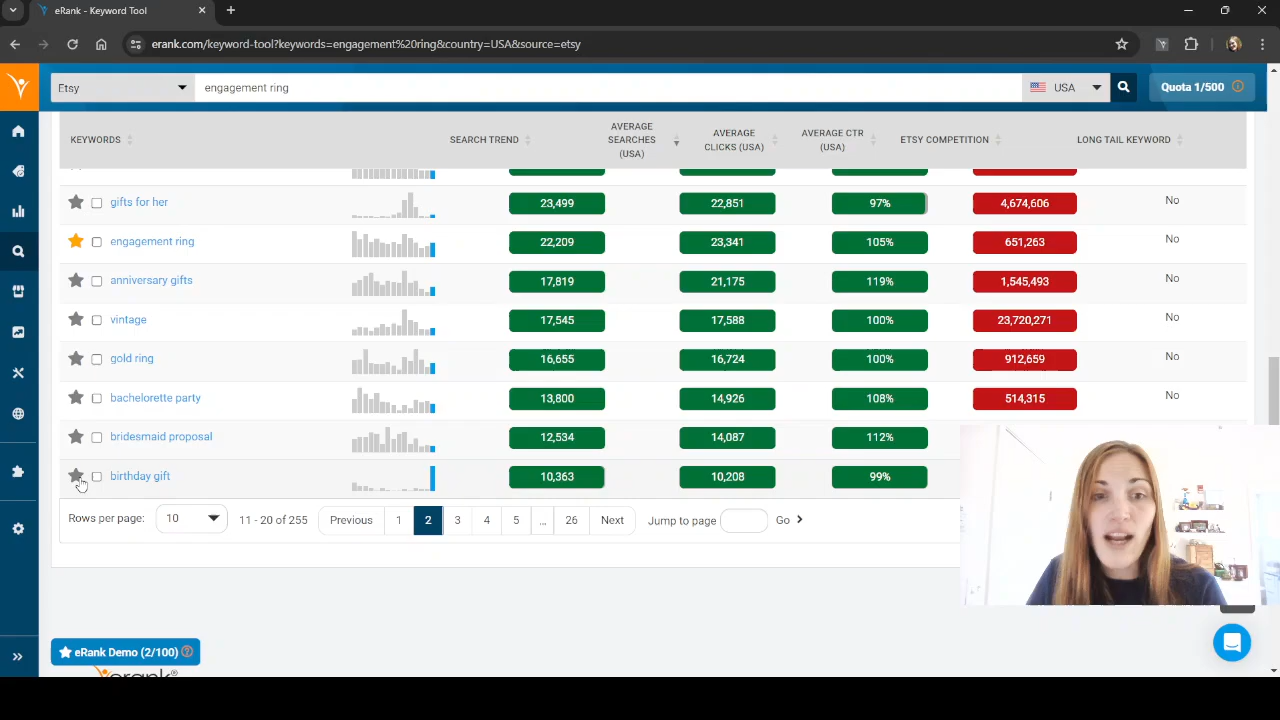 eRank - Keyword Tool
erank.com/keyword-tool?keywords=engagement%20ring&country=USA&source=etsy
Etsy
engagement ring
USA
Quota 1/500
KEYWORDS
SEARCH TREND
AVERAGE SEARCHES (USA)
AVERAGE CLICKS (USA)
AVERAGE CTR (USA)
ETSY COMPETITION
LONG TAIL KEYWORD
gifts for her 23,499 22,851 97% 4,674,606 No
engagement ring 22,209 23,341 105% 651,263 No
anniversary gifts 17,819 21,175 119% 1,545,493 No
vintage 17,545 17,588 100% 23,720,271 No
gold ring 16,655 16,724 100% 912,659 No
bachelorette party 13,800 14,926 108% 514,315 No
bridesmaid proposal 12,534 14,087 112%
birthday gift 10,363 10,208 99%
Rows per page: 10 11 - 20 of 255 Previous 1 2 3 4 5 ... 26 Next Jump to page Go
eRank Demo (2/100)
erank®